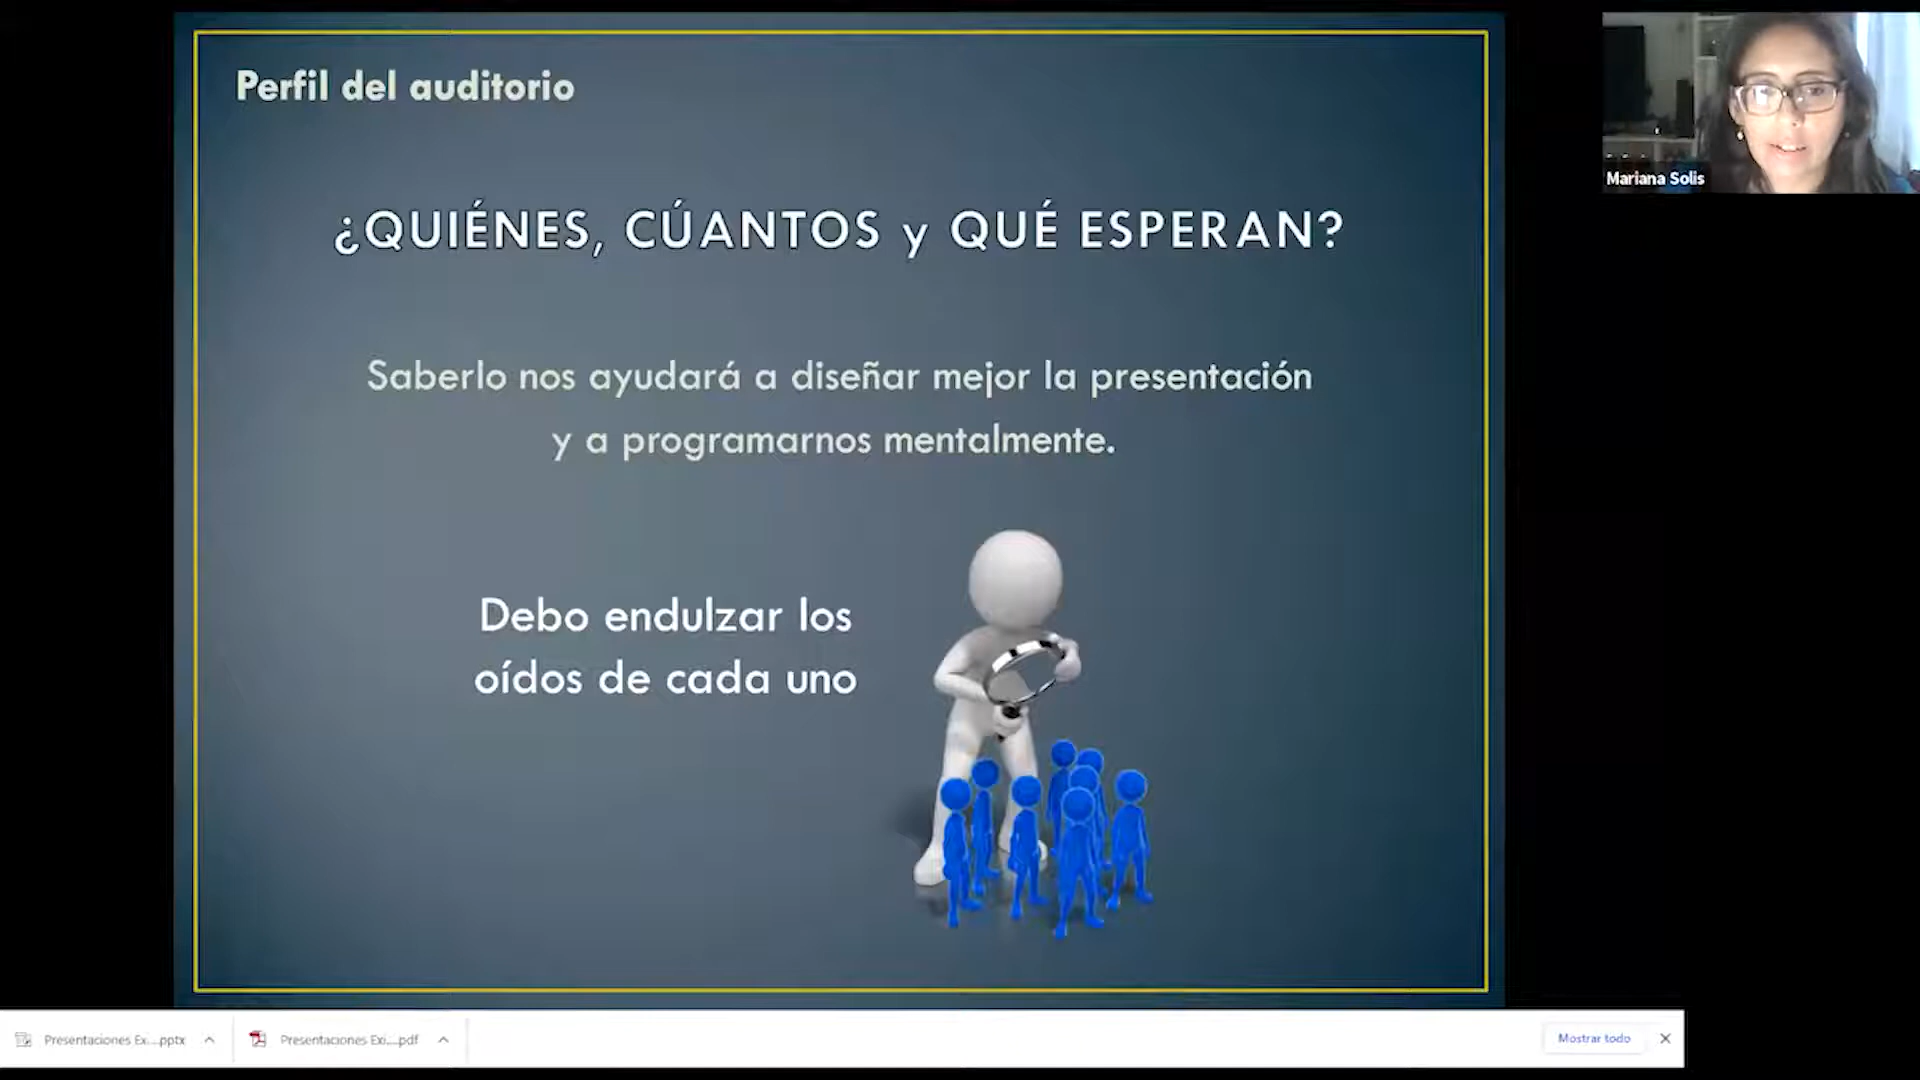 Perfil del auditorio
¿QUIÉNES, CÚANTOS y QUÉ ESPERAN?
Saberlo nos ayudará a diseñar mejor la presentación
y a programarnos mentalmente.
Debo endulzar los
oídos de cada uno
Mariana Solis
Presentaciones Ex....pptx
Presentaciones Exi....pdf
Mostrar todo